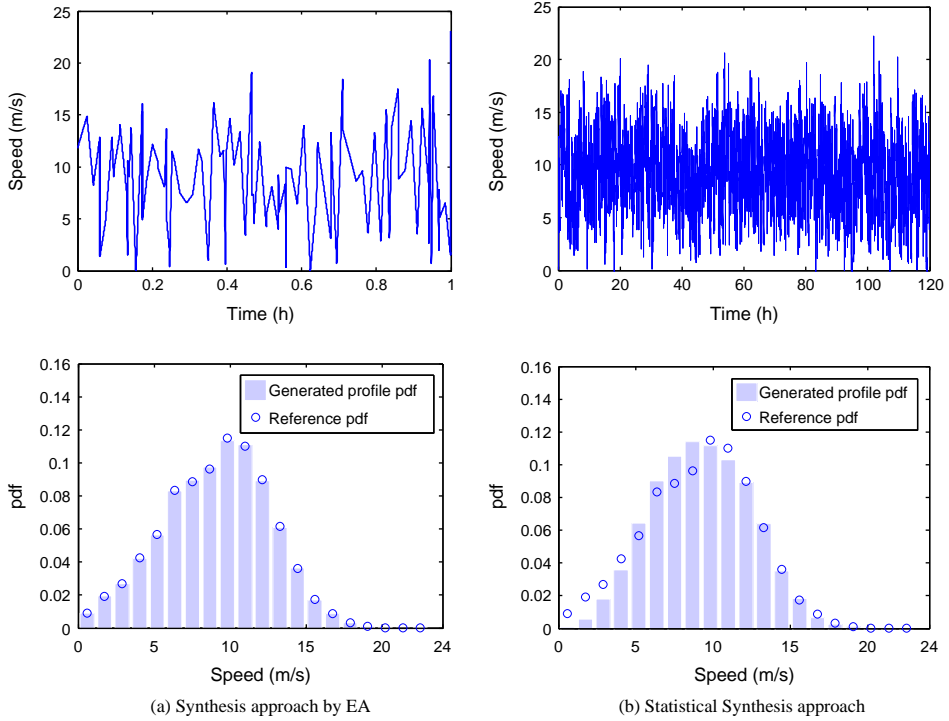 25
20
15
10
5
0
Speed (m/s)
0 0.2 0.4 0.6 0.8 1
Time (h)
25
20
15
10
5
0
Speed (m/s)
0 20 40 60 80 100 120
Time (h)
0.16
0.14
0.12
0.1
0.08
0.06
0.04
0.02
0
pdf
Generated profile pdf
Reference pdf
0 5 10 15 20 24
Speed (m/s)
(a) Synthesis approach by EA
0.16
0.14
0.12
0.1
0.08
0.06
0.04
0.02
0
pdf
Generated profile pdf
Reference pdf
0 5 10 15 20 24
Speed (m/s)
(b) Statistical Synthesis approach